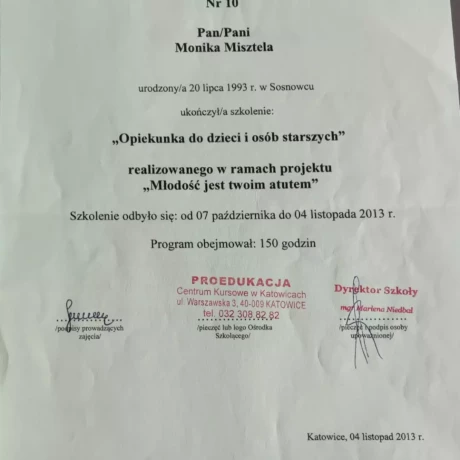 Nr 10
Pan/Pani
Monika Misztela
urodzony/a 20 lipca 1993 r. w Sosnowcu
ukończył/a szkolenie:
„Opiekunka do dzieci i osób starszych”
realizowanego w ramach projektu
„Młodość jest twoim atutem”
Szkolenie odbyło się: od 07 października do 04 listopada 2013 r.
Program obejmował: 150 godzin
PROEDUKACJA
Centrum Kursowe w Katowicach
ul. Warszawska 3, 40-009 KATOWICE
tel. 032 308 82 82
Dyrektor Szkoły
mgr Marlena Niedbał
/podpisy prowadzących
zajęcia/
/pieczęć lub logo Ośrodka
Szkolącego/
/pieczęć i podpis osoby
upoważnionej/
Katowice, 04 listopad 2013 r.